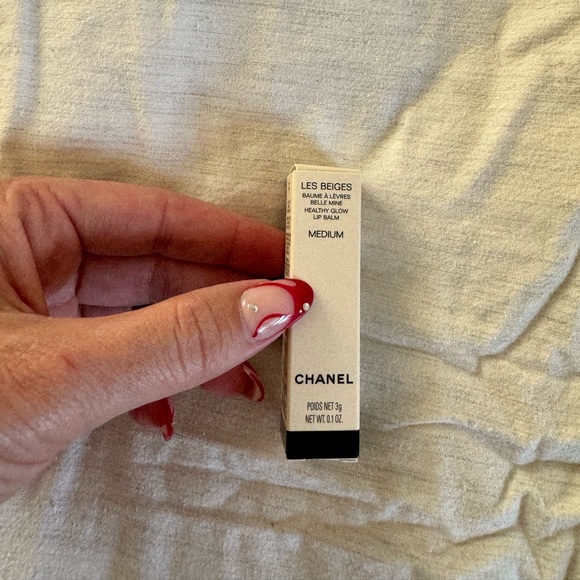 LES BEIGES
BAUME À LÈVRES
BELLE MINE
HEALTHY GLOW
LIP BALM
MEDIUM
CHANEL
POIDS NET 3g
NET WT. 0.1 OZ.